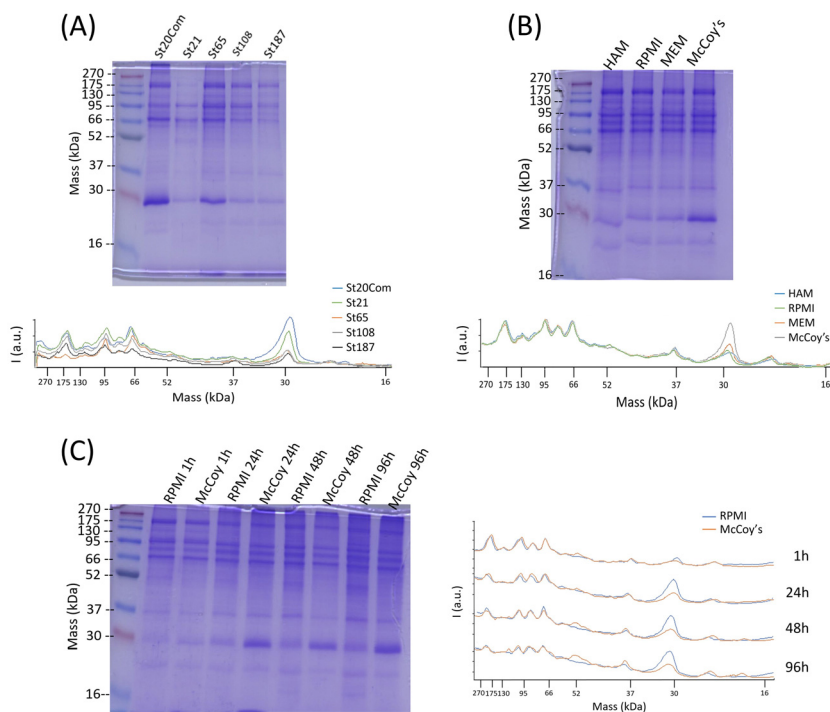 (A)
St20Com
St21
St65
St108
St187
270 --
175 --
130 --
95 --
66 --
52 --
37 --
30 --
16 --
Mass (kDa)
St20Com
St21
St65
St108
St187
I (a.u.)
270 175 130 95 66 52 37 30 16
Mass (kDa)
(B)
HAM
RPMI
MEM
McCoy's
270 --
175 --
130 --
95 --
66 --
52 --
37 --
30 --
16 --
Mass (kDa)
HAM
RPMI
MEM
McCoy's
I (a.u.)
270 175 130 95 66 52 37 30 16
Mass (kDa)
(C)
RPMI 1h
McCoy 1h
RPMI 24h
McCoy 24h
RPMI 48h
McCoy 48h
RPMI 96h
McCoy 96h
270 --
175 --
130 --
95 --
66 --
52 --
37 --
30 --
16 --
Mass (kDa)
RPMI
McCoy's
1h
24h
48h
96h
I (a.u.)
270 175 130 95 66 52 37 30 16
Mass (kDa)